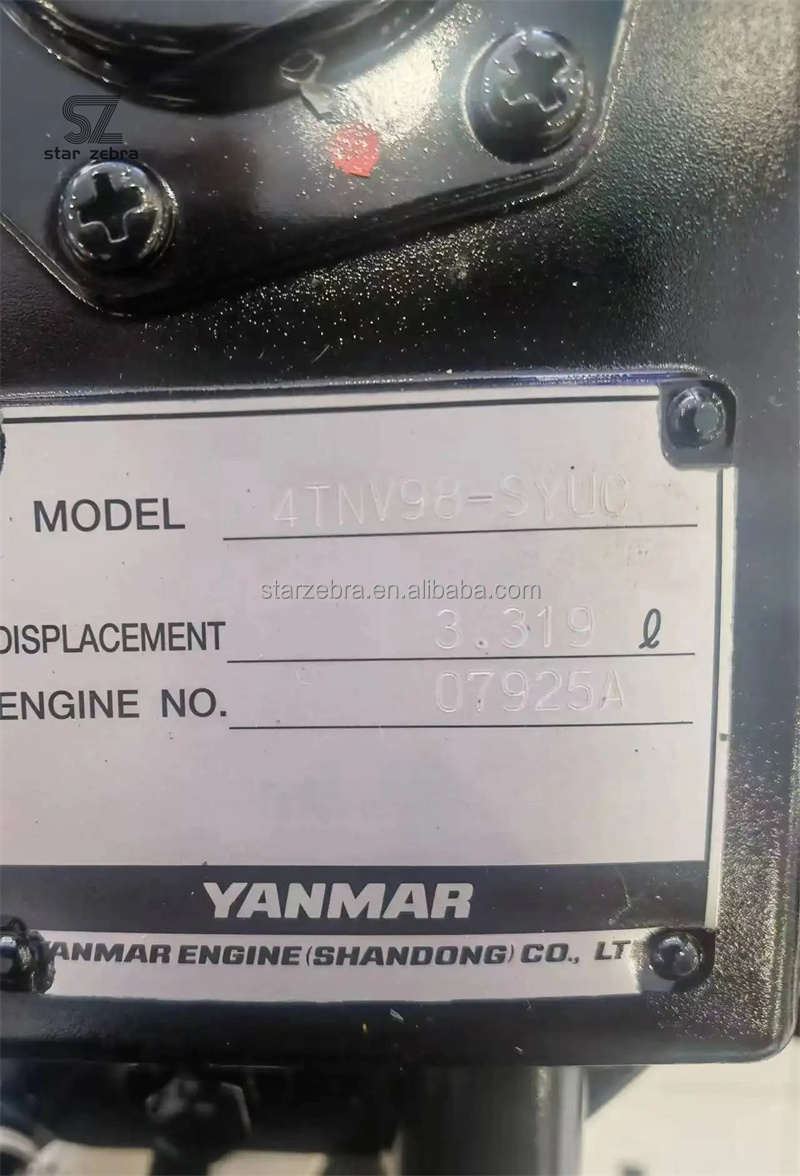 SZ
star zebra
MODEL 4TNV98-SYUC
starzebra.en.alibaba.com
DISPLACEMENT 3.319 ℓ
ENGINE NO. 07925A
YANMAR
YANMAR ENGINE (SHANDONG) CO., LT